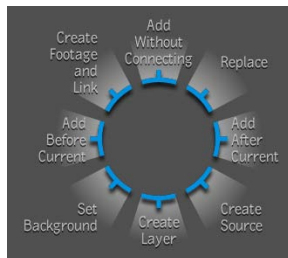 Add
Without
Connecting
Create
Footage
and
Link
Replace
Add
Before
Current
Add
After
Current
Set
Background
Create
Layer
Create
Source